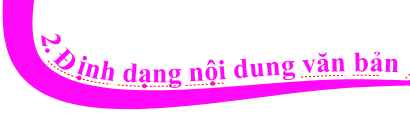 2. Định dạng nội dung văn bản